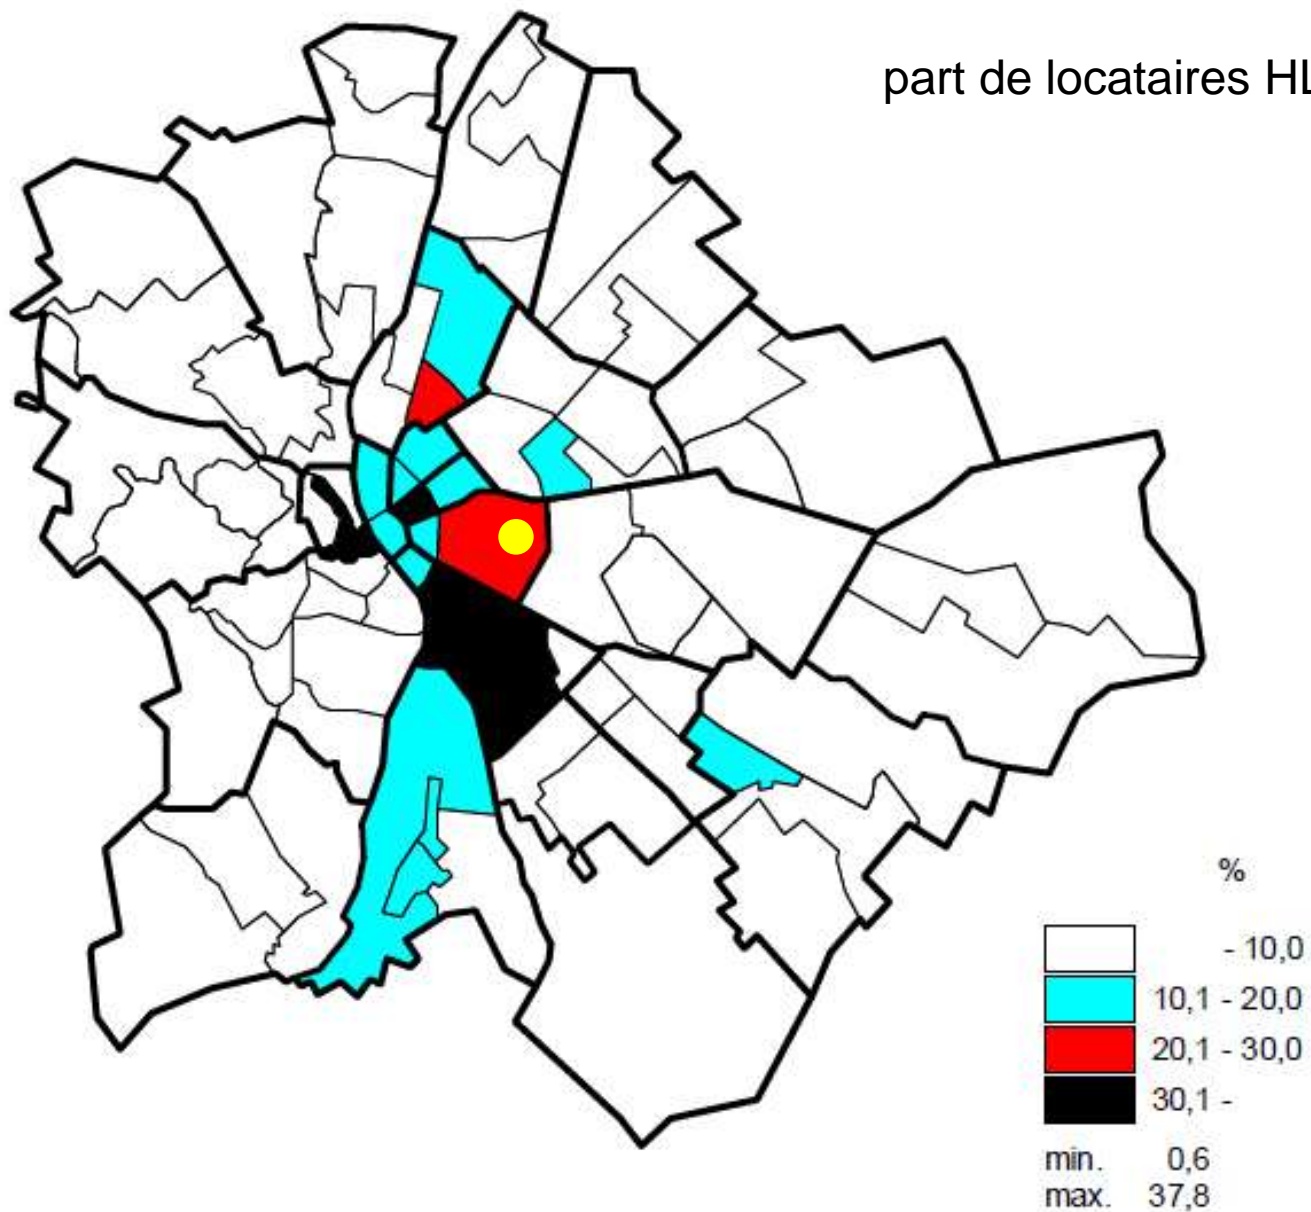 part de locataires HL
%
- 10,0
10,1 - 20,0
20,1 - 30,0
30,1 -
min. 0,6
max. 37,8